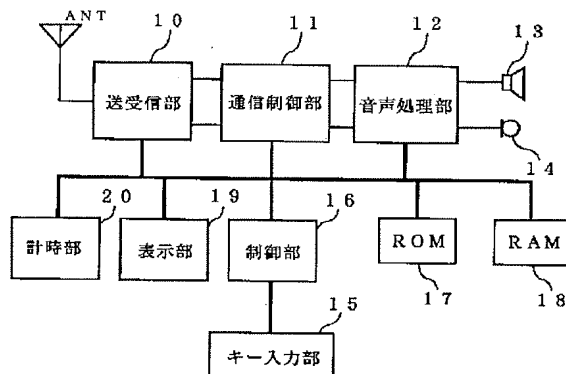 ANT
10
11
12
13
送受信部
通信制御部
音声処理部
14
20
19
16
計時部
表示部
制御部
ROM
RAM
17
18
15
キー入力部